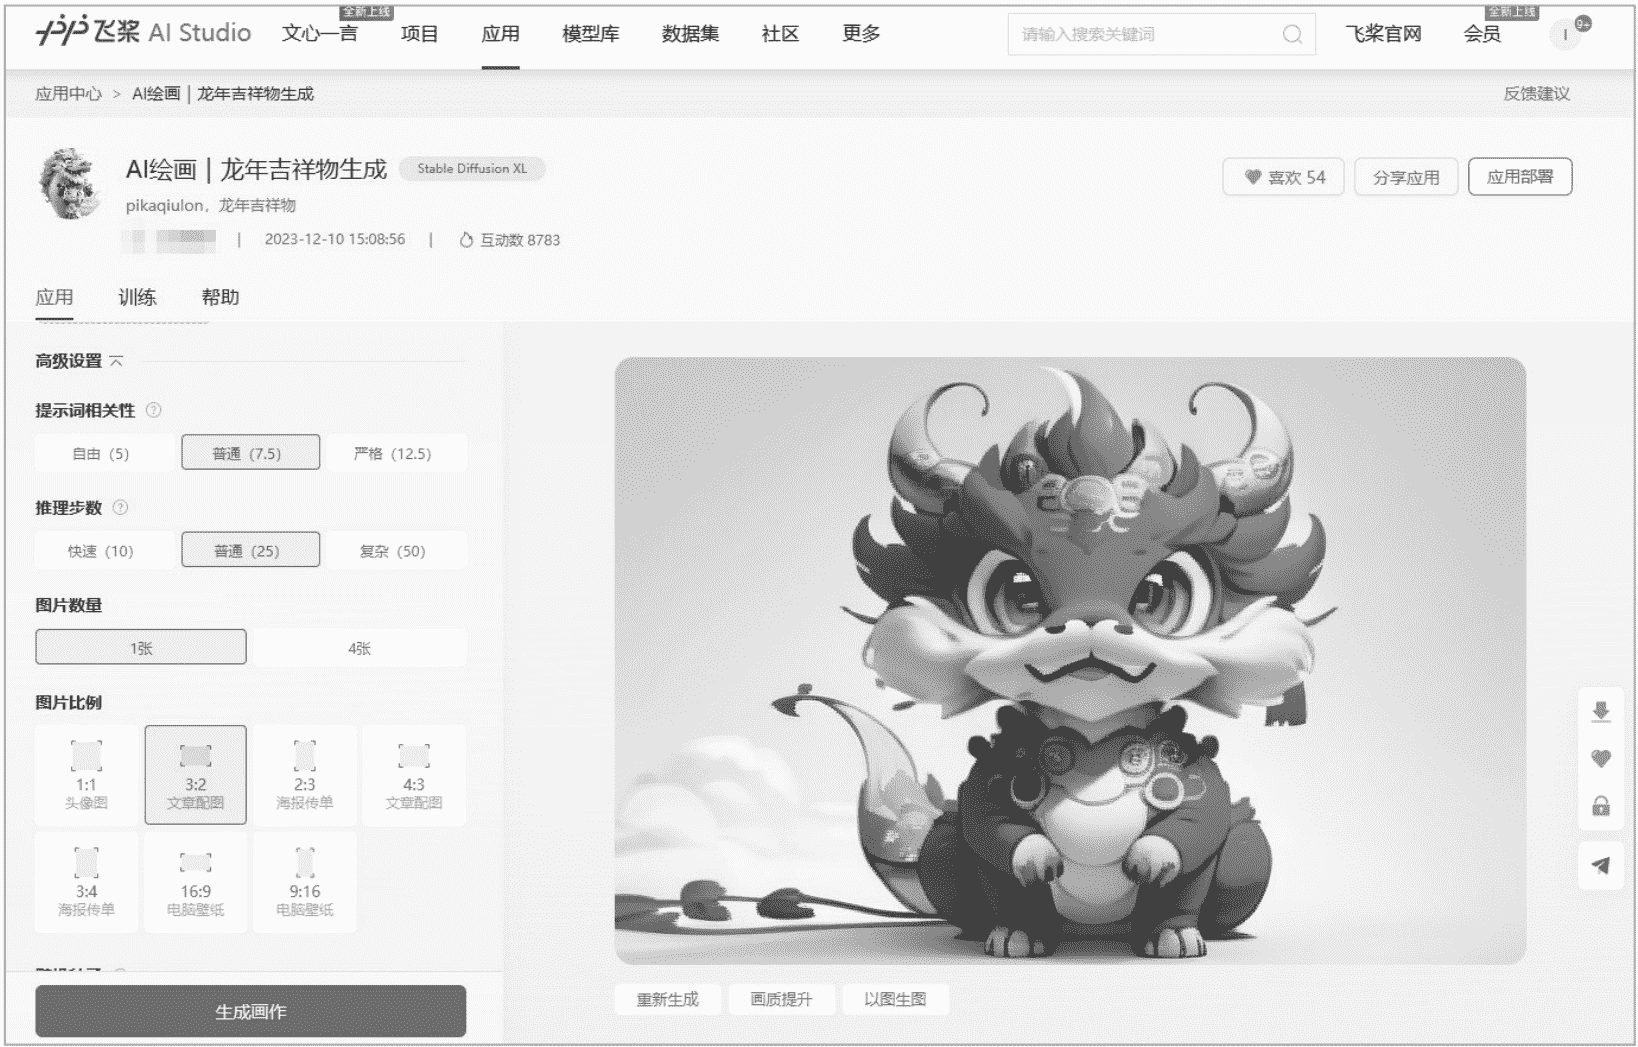 全新上线
全新上线
飞桨 AI Studio 文心一言 项目 应用 模型库 数据集 社区 更多 请输入搜索关键词 飞桨官网 会员 I 9+
应用中心 > AI绘画 | 龙年吉祥物生成 反馈建议
AI绘画 | 龙年吉祥物生成 Stable Diffusion XL 喜欢 54 分享应用 应用部署
pikaqiulon，龙年吉祥物
| 2023-12-10 15:08:56 | 互动数 8783
应用 训练 帮助
高级设置
提示词相关性 ?
自由 (5) 普通 (7.5) 严格 (12.5)
推理步数 ?
快速 (10) 普通 (25) 复杂 (50)
图片数量
1张 4张
图片比例
1:1 3:2 2:3 4:3
头像图 文章配图 海报传单 文章配图
3:4 16:9 9:16
海报传单 电脑壁纸 电脑壁纸
生成画作
重新生成 画质提升 以图生图